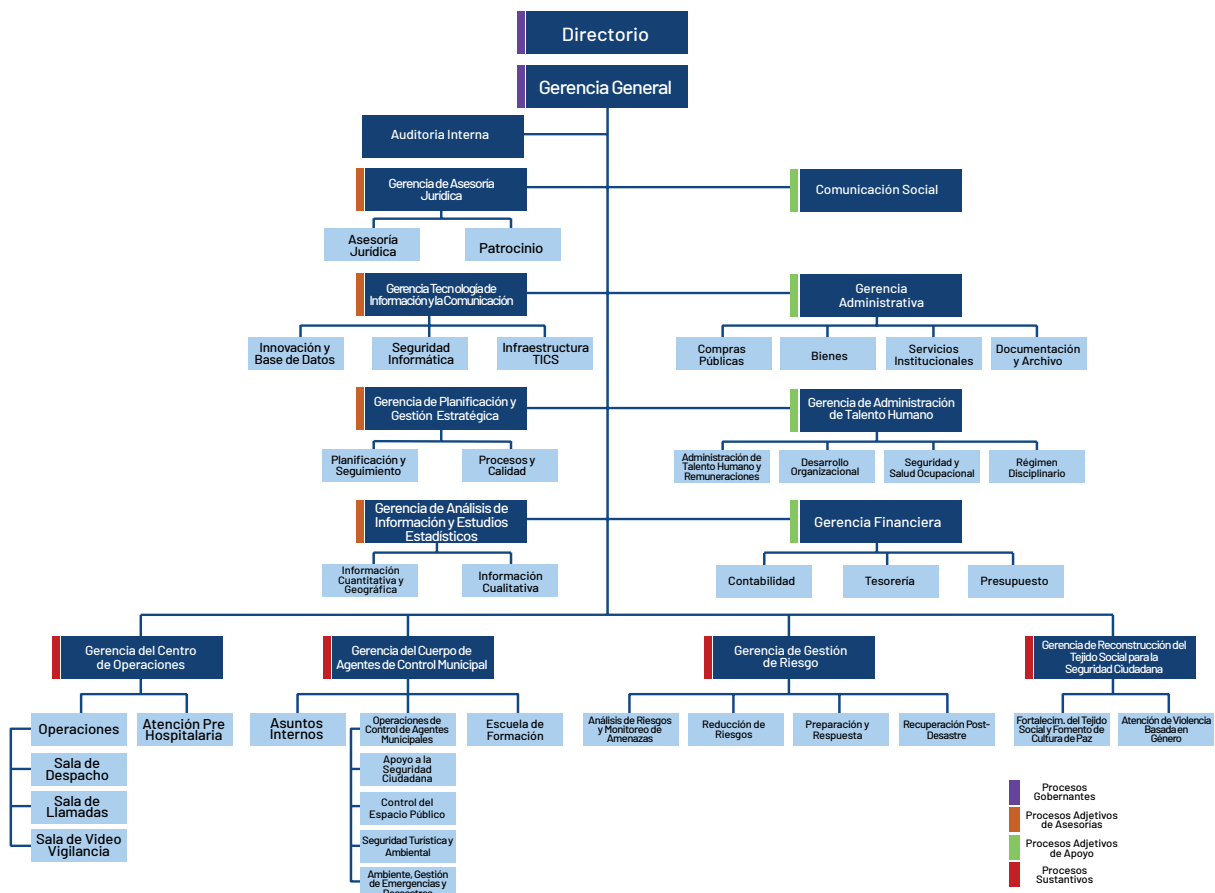 Directorio
Gerencia General
Auditoria Interna
Gerencia de Asesoría
Jurídica
Comunicación Social
Asesoría
Jurídica
Patrocinio
Gerencia Tecnología de
Información y la Comunicación
Gerencia
Administrativa
Innovación y
Base de Datos
Seguridad
Informática
Infraestructura
TICS
Compras
Públicas
Bienes
Servicios
Institucionales
Documentación
y Archivo
Gerencia de Planificación y
Gestión Estratégica
Gerencia de Administración
de Talento Humano
Planificación y
Seguimiento
Procesos y
Calidad
Administración de
Talento Humano y
Remuneraciones
Desarrollo
Organizacional
Seguridad y
Salud Ocupacional
Régimen
Disciplinario
Gerencia de Análisis de
Información y Estudios
Estadísticos
Gerencia Financiera
Información
Cuantitativa y
Geográfica
Información
Cualitativa
Contabilidad
Tesorería
Presupuesto
Gerencia del Centro
de Operaciones
Gerencia del Cuerpo de
Agentes de Control Municipal
Gerencia de Gestión
de Riesgo
Gerencia de Reconstrucción del
Tejido Social para la
Seguridad Ciudadana
Operaciones
Atención Pre
Hospitalaria
Asuntos
Internos
Operaciones de
Control de Agentes
Municipales
Escuela de
Formación
Análisis de Riesgos
y Monitoreo de
Amenazas
Reducción de
Riesgos
Preparación y
Respuesta
Recuperación Post-
Desastre
Fortalecim. del Tejido
Social y Fomento de
Cultura de Paz
Atención de Violencia
Basada en
Género
Sala de
Despacho
Sala de
Llamadas
Sala de Video
Vigilancia
Apoyo a la
Seguridad
Ciudadana
Control del
Espacio Público
Seguridad Turística y
Ambiental
Ambiente, Gestión
de Emergencias y
Procesos
Gobernantes
Procesos Adjetivos
de Asesorías
Procesos Adjetivos
de Apoyo
Procesos
Sustantivos